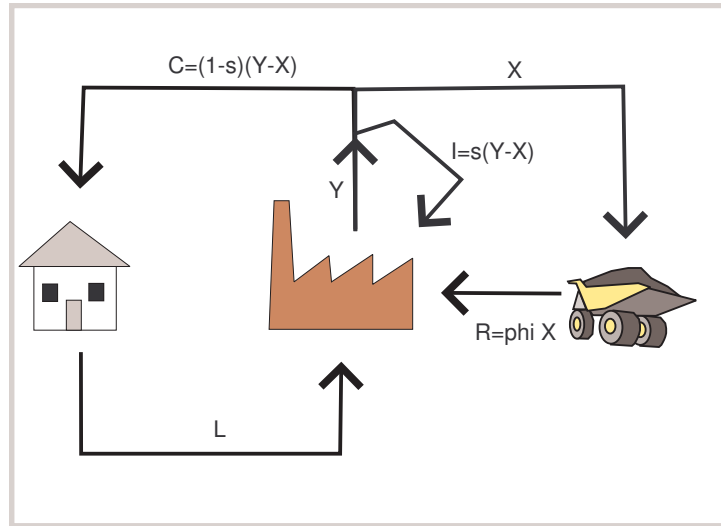 C=(1-s)(Y-X)
X
I=s(Y-X)
Y
R=phi X
L